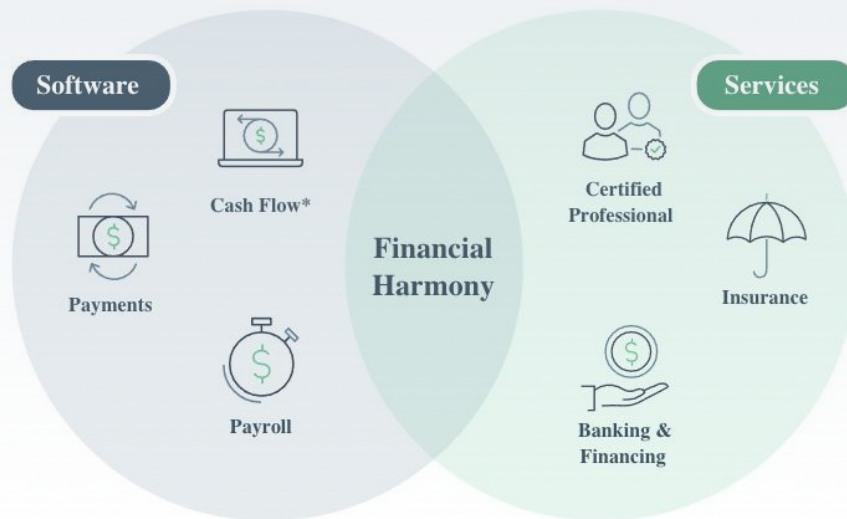 Software
Services
Cash Flow*
Payments
Payroll
Financial
Harmony
Certified
Professional
Insurance
Banking &
Financing